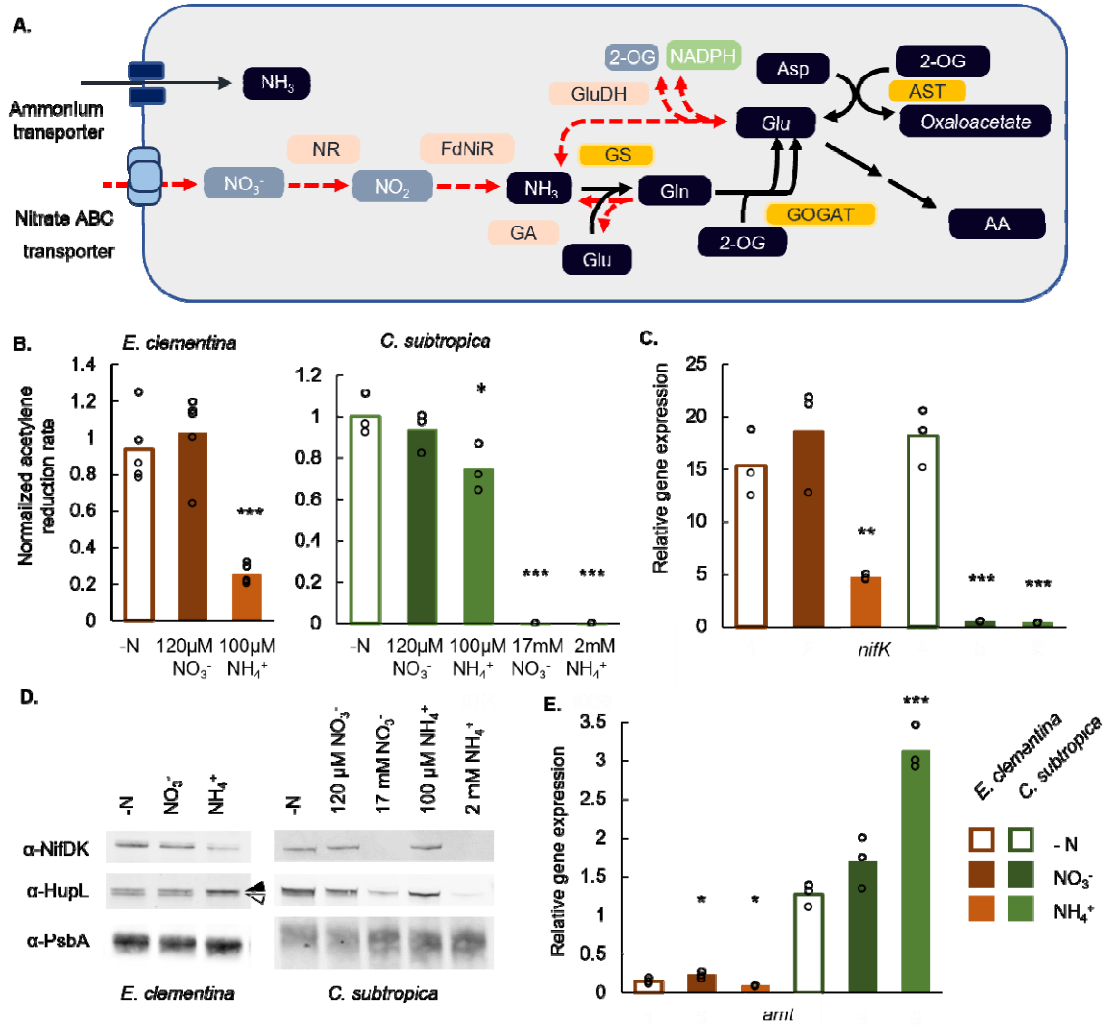 A.
2-OG NADPH
Asp
2-OG
NH3
GluDH
AST
Ammonium
transporter
Glu
Oxaloacetate
NR
FdNiR
GS
NO3-
NO2
NH3
Gln
Nitrate ABC
transporter
GA
GOGAT
AA
Glu
2-OG
B.
E. clementina
C. subtropica
Normalized acetylene
reduction rate
1.4
1.2
1
0.8
0.6
0.4
0.2
0
***
-N
120µM
NO3-
100µM
NH4+
1.2
1
0.8
0.6
0.4
0.2
0
*
***
***
-N
120µM
NO3-
100µM
NH4+
17mM
NO3-
2mM
NH4+
C.
Relative gene expression
25
20
15
10
5
0
**
***
***
nifK
D.
-N
NO3-
NH4+
-N
120 µM NO3-
17 mM NO3-
100 µM NH4+
2 mM NH4+
α-NifDK
α-HupL
α-PsbA
E. clementina
C. subtropica
E.
Relative gene expression
3.5
3
2.5
2
1.5
1
0.5
0
*
*
***
amt
E. clementina
C. subtropica
- N
NO3-
NH4+